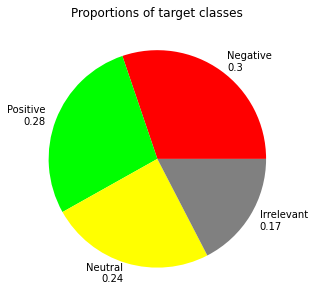 Proportions of target classes
Negative
0.3
Positive
0.28
Neutral
0.24
Irrelevant
0.17